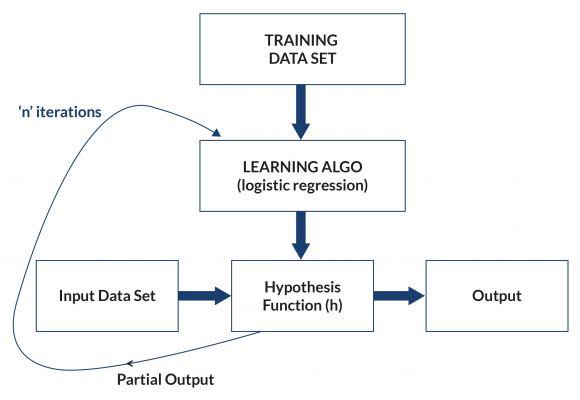 TRAINING
DATA SET
‘n’ iterations
LEARNING ALGO
(logistic regression)
Input Data Set
Hypothesis
Function (h)
Output
Partial Output